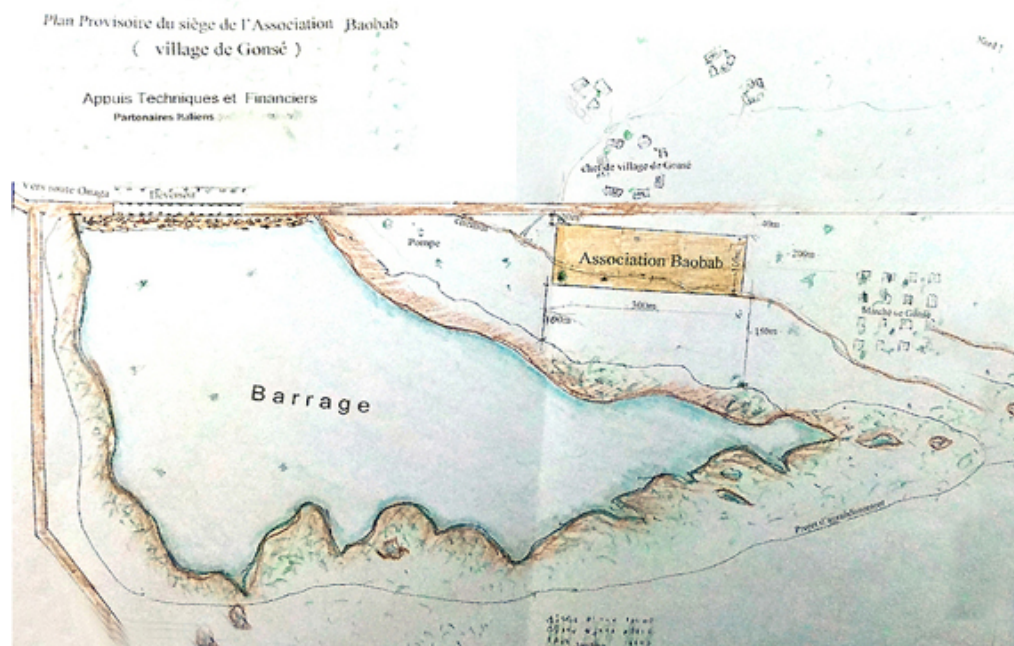 Plan Provisoire du siège de l'Association Baobab
( village de Gonsé )
Appuis Techniques et Financiers
Partenaires Italiens
Nord
chef de village de Gonsé
Vers route
Pompe
40m
Association Baobab
200m
300m
100m
150m
Barrage